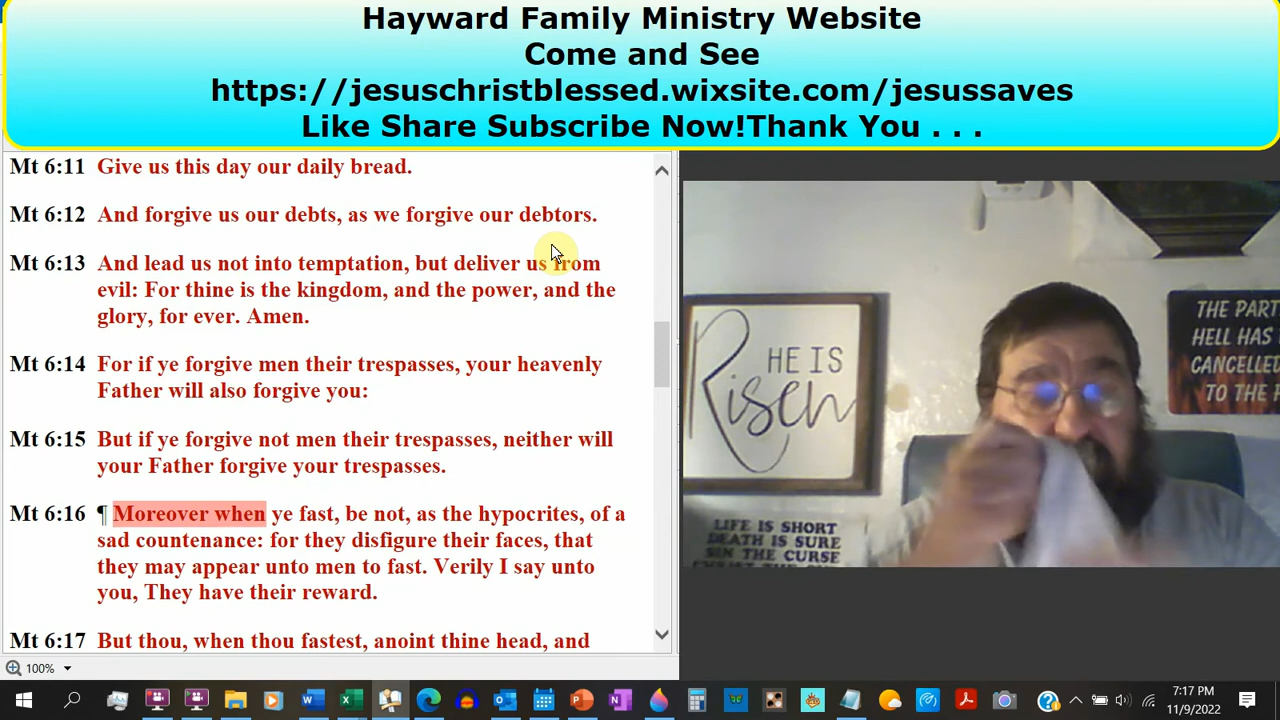 Hayward Family Ministry Website
Come and See
https://jesuschristblessed.wixsite.com/jesussaves
Like Share Subscribe Now!Thank You . . .
Mt 6:11 Give us this day our daily bread.
Mt 6:12 And forgive us our debts, as we forgive our debtors.
Mt 6:13 And lead us not into temptation, but deliver us from
evil: For thine is the kingdom, and the power, and the
glory, for ever. Amen.
Mt 6:14 For if ye forgive men their trespasses, your heavenly
Father will also forgive you:
Mt 6:15 But if ye forgive not men their trespasses, neither will
your Father forgive your trespasses.
Mt 6:16 ¶ Moreover when ye fast, be not, as the hypocrites, of a
sad countenance: for they disfigure their faces, that
they may appear unto men to fast. Verily I say unto
you, They have their reward.
Mt 6:17 But thou, when thou fastest, anoint thine head, and
100%
HE IS
Risen
THE PART
HELL HAS
CANCELLE
TO THE
LIFE IS SHORT
DEATH IS SURE
SIN THE CURSE
7:17 PM
11/9/2022